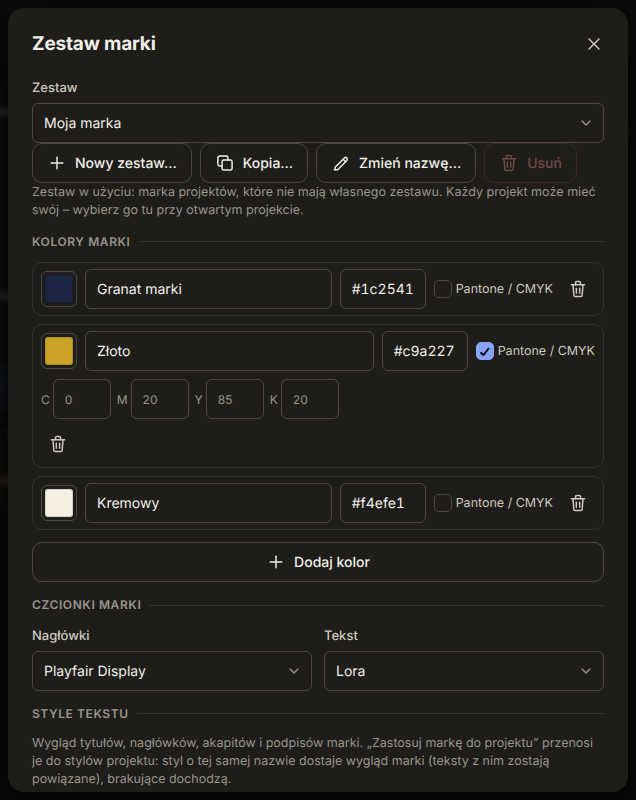 Zestaw marki
Zestaw
Moja marka
Nowy zestaw... Kopia... Zmień nazwę... Usuń
Zestaw w użyciu: marka projektów, które nie mają własnego zestawu. Każdy projekt może mieć
swój – wybierz go tu przy otwartym projekcie.
KOLORY MARKI
Granat marki #1c2541 Pantone / CMYK
Złoto #c9a227 Pantone / CMYK
C 0 M 20 Y 85 K 20
Kremowy #f4efe1 Pantone / CMYK
Dodaj kolor
CZCIONKI MARKI
Nagłówki Tekst
Playfair Display Lora
STYLE TEKSTU
Wygląd tytułów, nagłówków, akapitów i podpisów marki. „Zastosuj markę do projektu” przenosi
je do stylów projektu: styl o tej samej nazwie dostaje wygląd marki (teksty z nim zostają
powiązane), brakujące dochodzą.